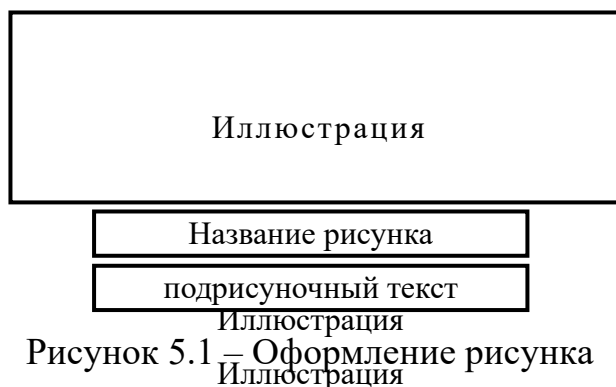 Иллюстрация
Название рисунка
подрисуночный текст
Иллюстрация
Рисунок 5.1 – Оформление рисунка
Иллюстрация